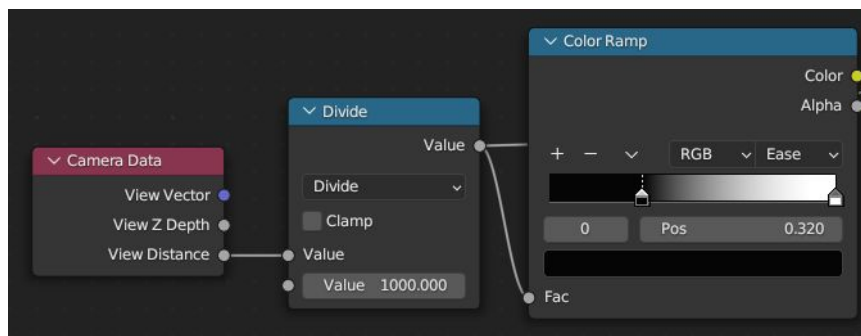 Camera Data
View Vector
View Z Depth
View Distance
Divide
Value
Divide
Clamp
Value
Value 1000.000
Color Ramp
Color
Alpha
RGB Ease
0 Pos 0.320
Fac